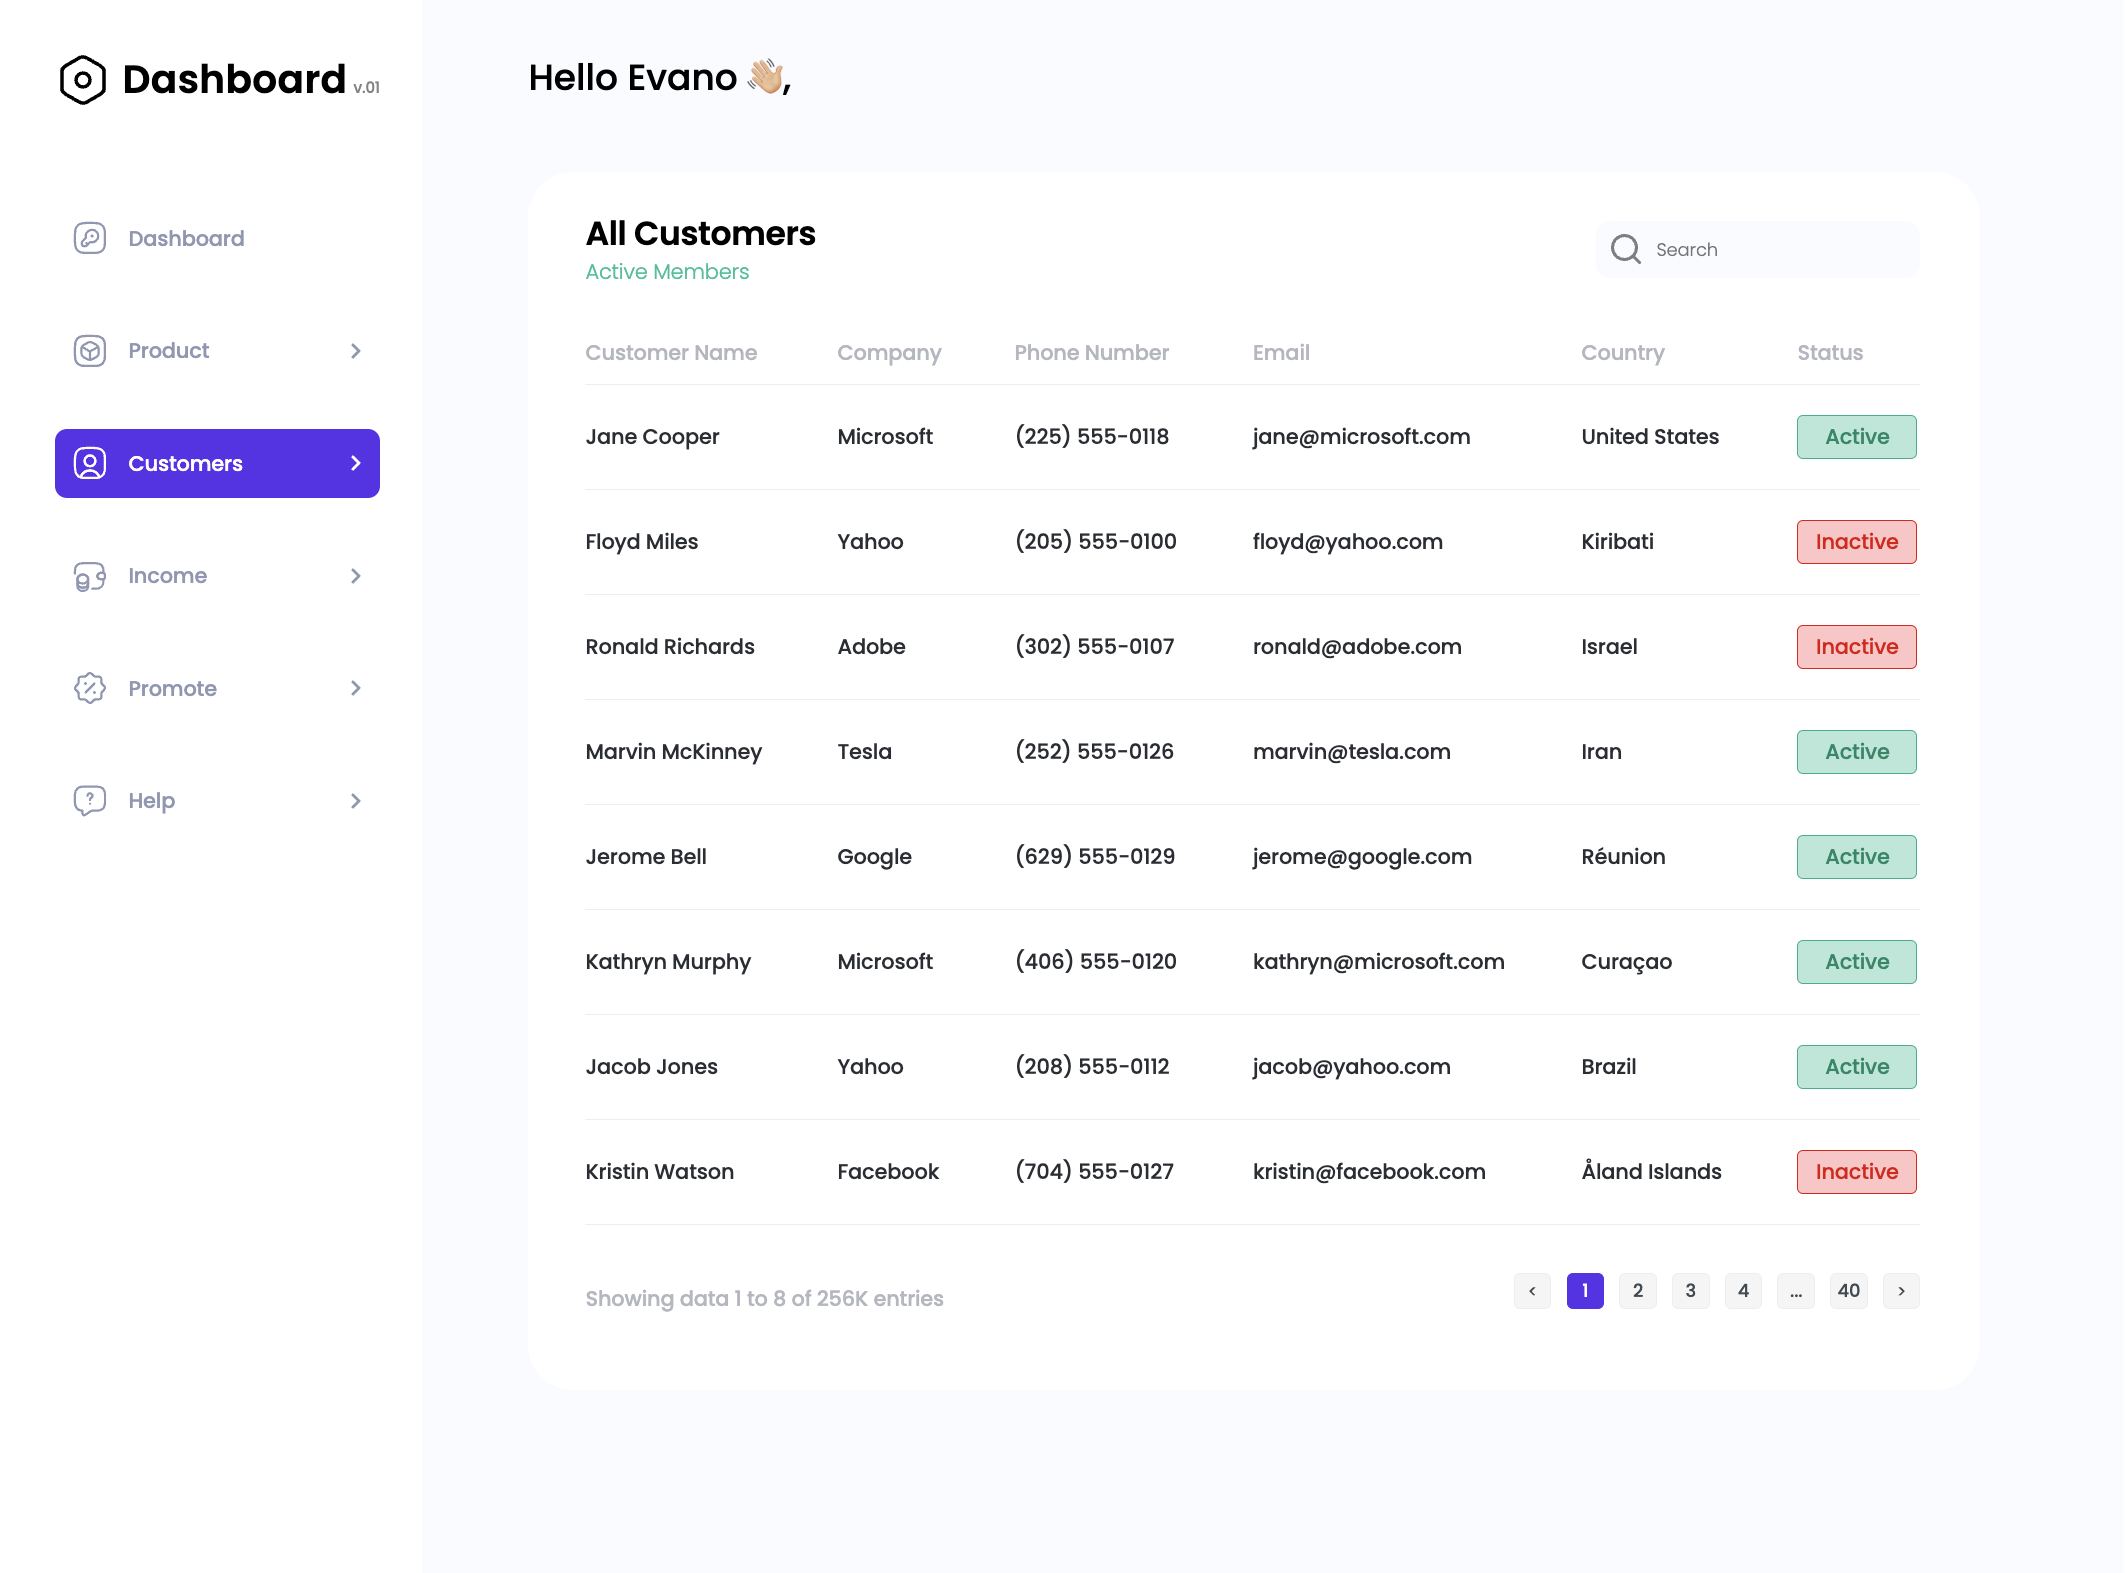 Dashboard v.01
Hello Evano 👋🏼,
Dashboard
Product
Customers
Income
Promote
Help
All Customers
Active Members
Search
Customer Name Company Phone Number Email Country Status
Jane Cooper Microsoft (225) 555-0118 jane@microsoft.com United States Active
Floyd Miles Yahoo (205) 555-0100 floyd@yahoo.com Kiribati Inactive
Ronald Richards Adobe (302) 555-0107 ronald@adobe.com Israel Inactive
Marvin McKinney Tesla (252) 555-0126 marvin@tesla.com Iran Active
Jerome Bell Google (629) 555-0129 jerome@google.com Réunion Active
Kathryn Murphy Microsoft (406) 555-0120 kathryn@microsoft.com Curaçao Active
Jacob Jones Yahoo (208) 555-0112 jacob@yahoo.com Brazil Active
Kristin Watson Facebook (704) 555-0127 kristin@facebook.com Åland Islands Inactive
Showing data 1 to 8 of 256K entries
< 1 2 3 4 ... 40 >